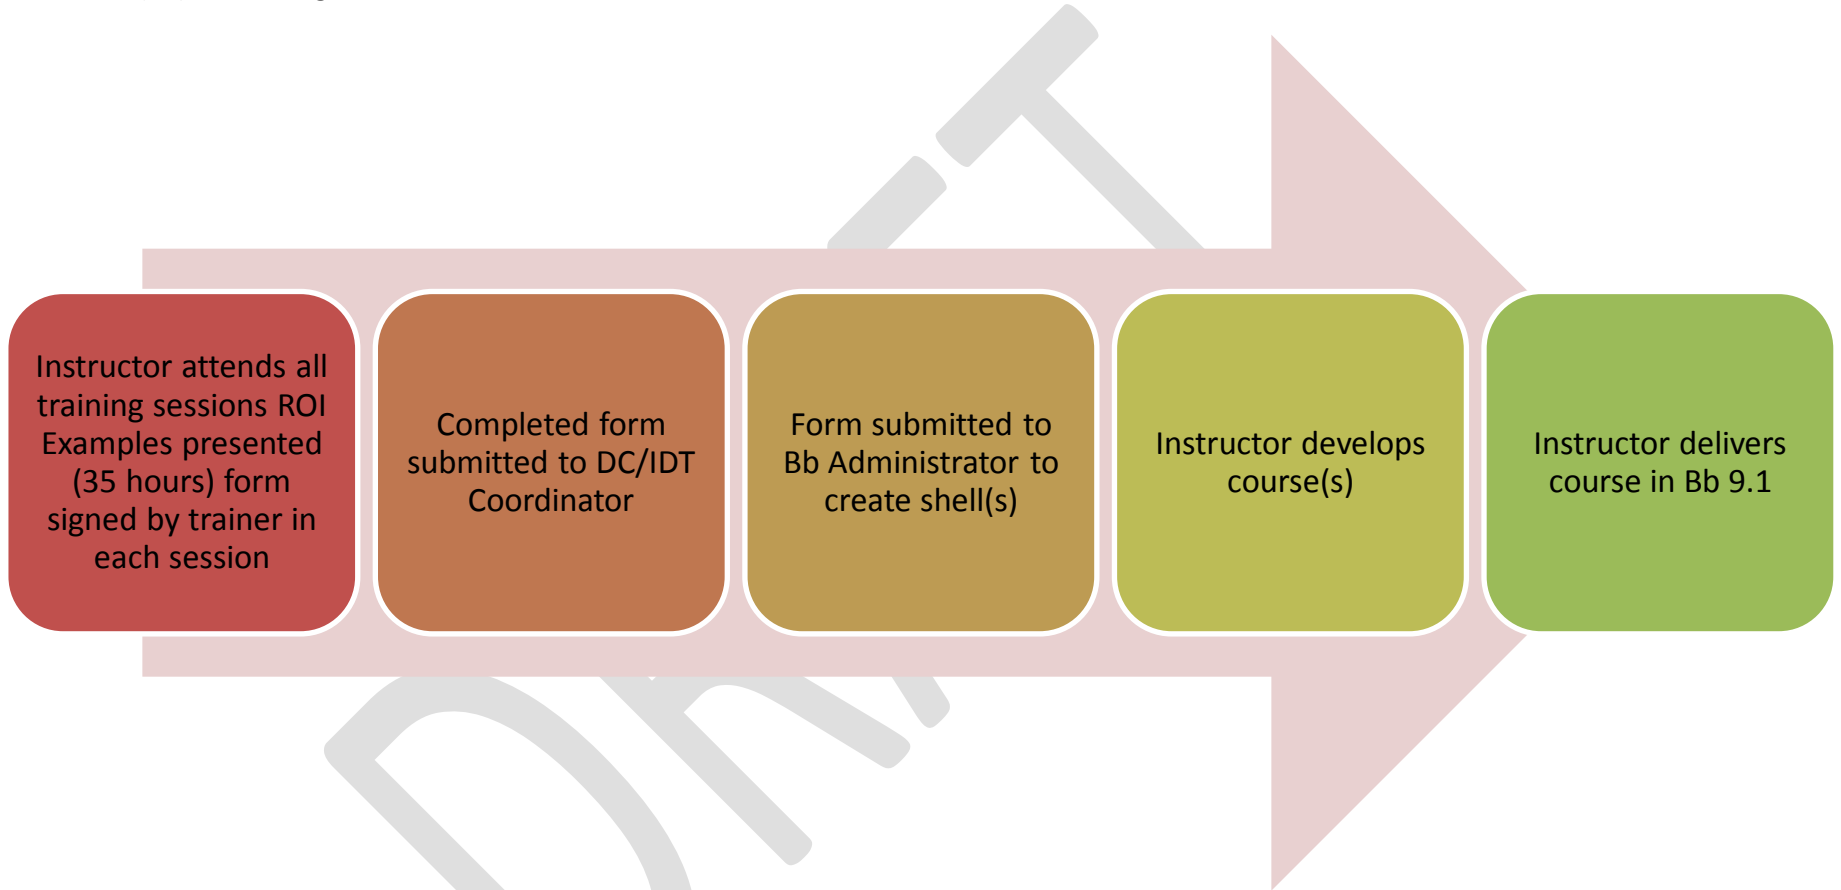 Instructor attends all
training sessions ROI
Examples presented
(35 hours) form
signed by trainer in
each session
Completed form
submitted to DC/IDT
Coordinator
Form submitted to
Bb Administrator to
create shell(s)
Instructor develops
course(s)
Instructor delivers
course in Bb 9.1
DRAFT